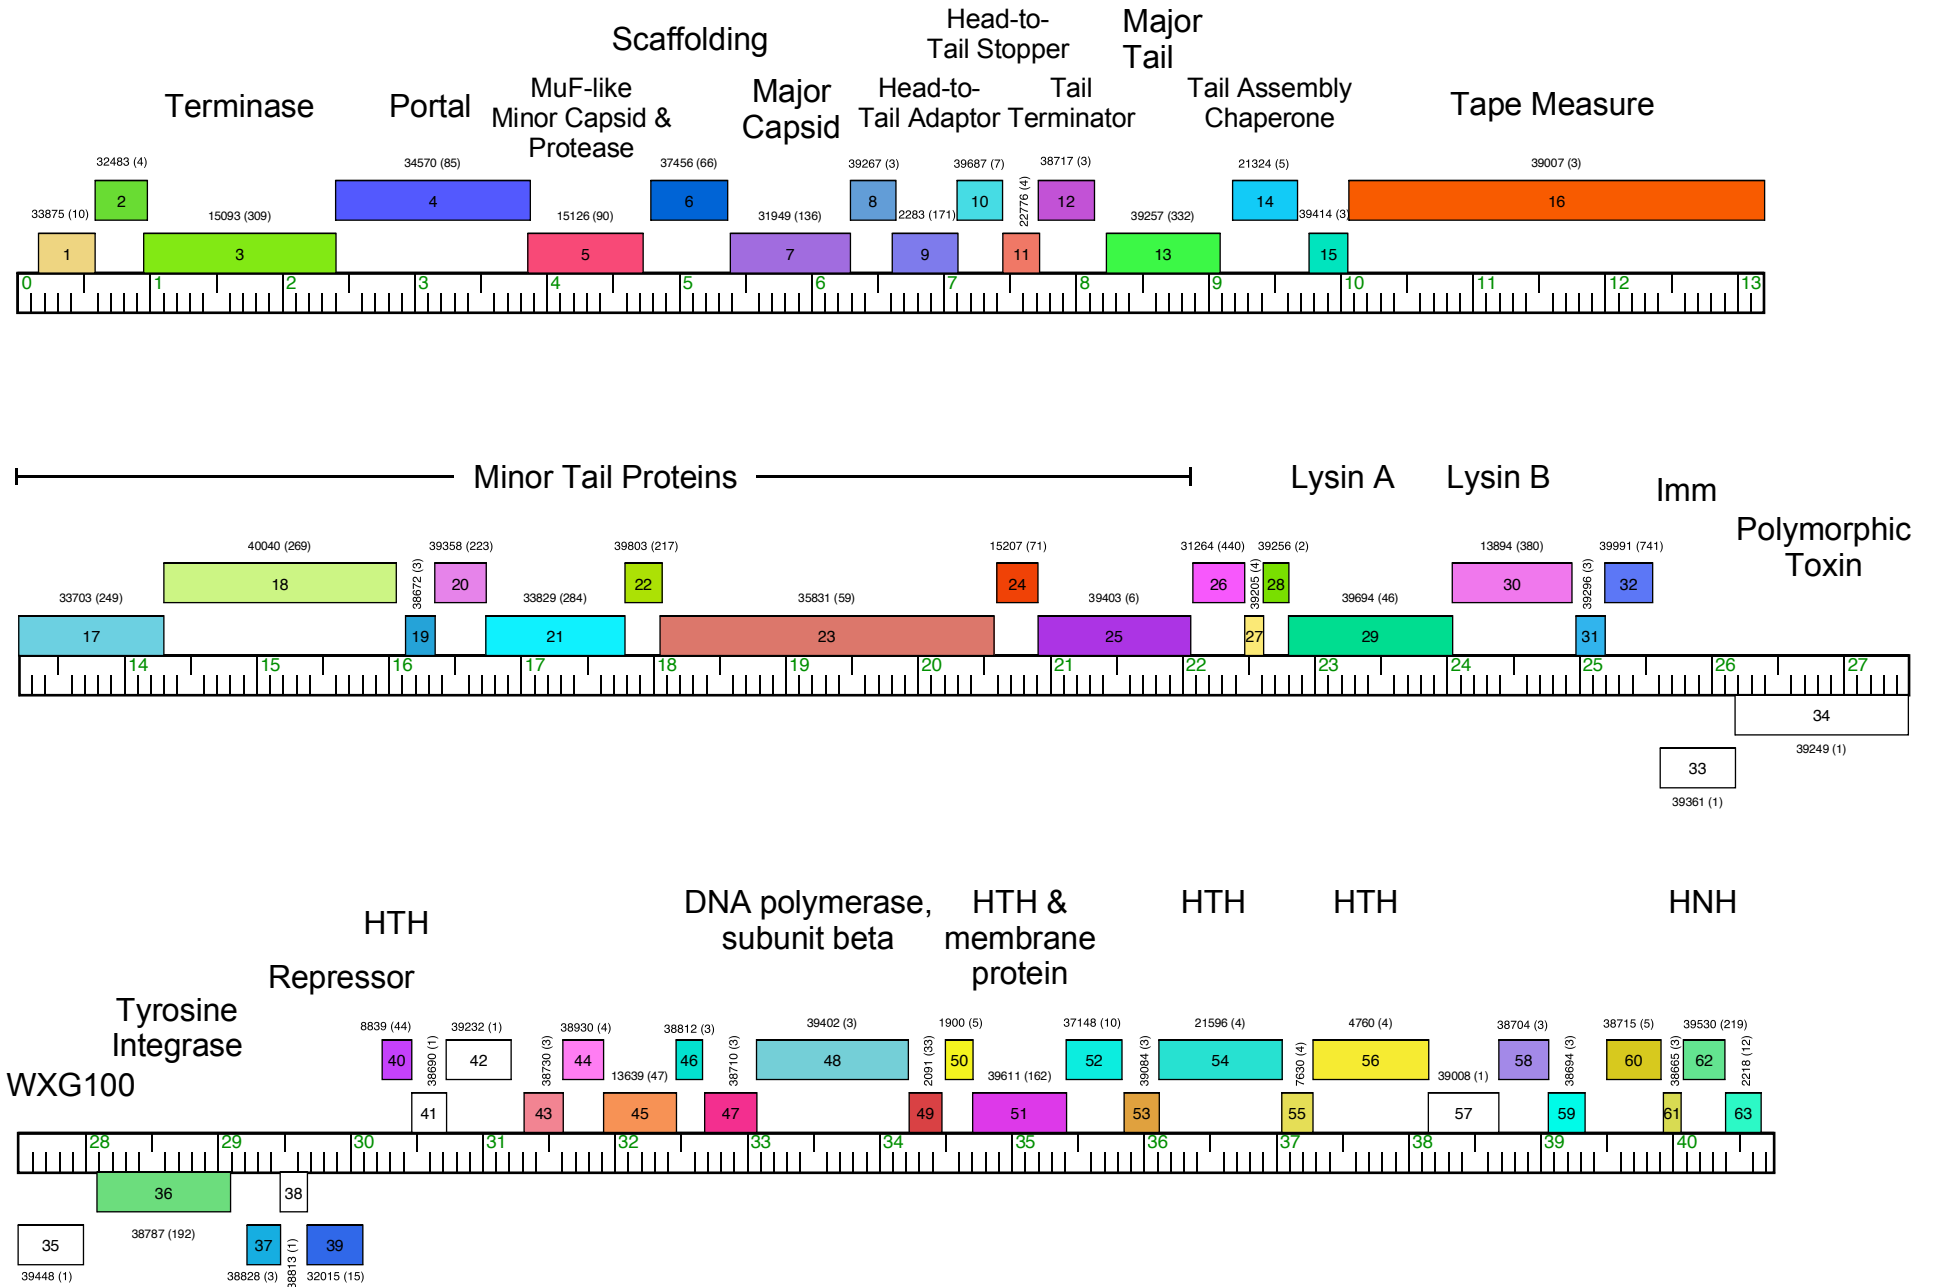 Head-to-
Tail Stopper
Major
Tail
Scaffolding
Terminase
Portal
MuF-like
Minor Capsid &
Protease
Major
Capsid
Head-to-
Tail Adaptor
Tail
Terminator
Tail Assembly
Chaperone
Tape Measure
32483 (4)
34570 (85)
37456 (66)
39267 (3)
39687 (7)
22776 (4)
38717 (3)
21324 (5)
39007 (3)
2 4 6 8 10 12 14 16
33875 (10)
15093 (309)
15126 (90)
31949 (136)
2283 (171)
39257 (332)
39414 (3)
1 3 5 7 9 11 13 15
0 1 2 3 4 5 6 7 8 9 10 11 12 13
Minor Tail Proteins
Lysin A
Lysin B
Imm
Polymorphic
Toxin
40040 (269)
38672 (3)
39358 (223)
39803 (217)
15207 (71)
31264 (440)
39205 (4)
39256 (2)
13894 (380)
39296 (3)
39991 (741)
18 20 22 24 26 28 30 32
33703 (249)
33829 (284)
35831 (59)
39403 (6)
39694 (46)
17 19 21 23 25 27 29 31
14 15 16 17 18 19 20 21 22 23 24 25 26 27
34
39249 (1)
33
39361 (1)
WXG100
Tyrosine
Integrase
Repressor
HTH
DNA polymerase,
subunit beta
HTH &
membrane
protein
HTH
HTH
HNH
8839 (44)
38690 (1)
39232 (1)
38730 (3)
38930 (4)
38812 (3)
38710 (3)
39402 (3)
2091 (33)
1900 (5)
37148 (10)
39084 (3)
21596 (4)
7630 (4)
4760 (4)
38704 (3)
38694 (3)
38715 (5)
38665 (3)
39530 (219)
2218 (12)
40 42 44 46 48 50 52 54 56 58 60 62
13639 (47)
39611 (162)
39008 (1)
41 43 45 47 49 51 53 55 57 59 61 63
28 29 30 31 32 33 34 35 36 37 38 39 40
36 38
38787 (192)
35 37 39
39448 (1)
38828 (3)
38813 (1)
32015 (15)